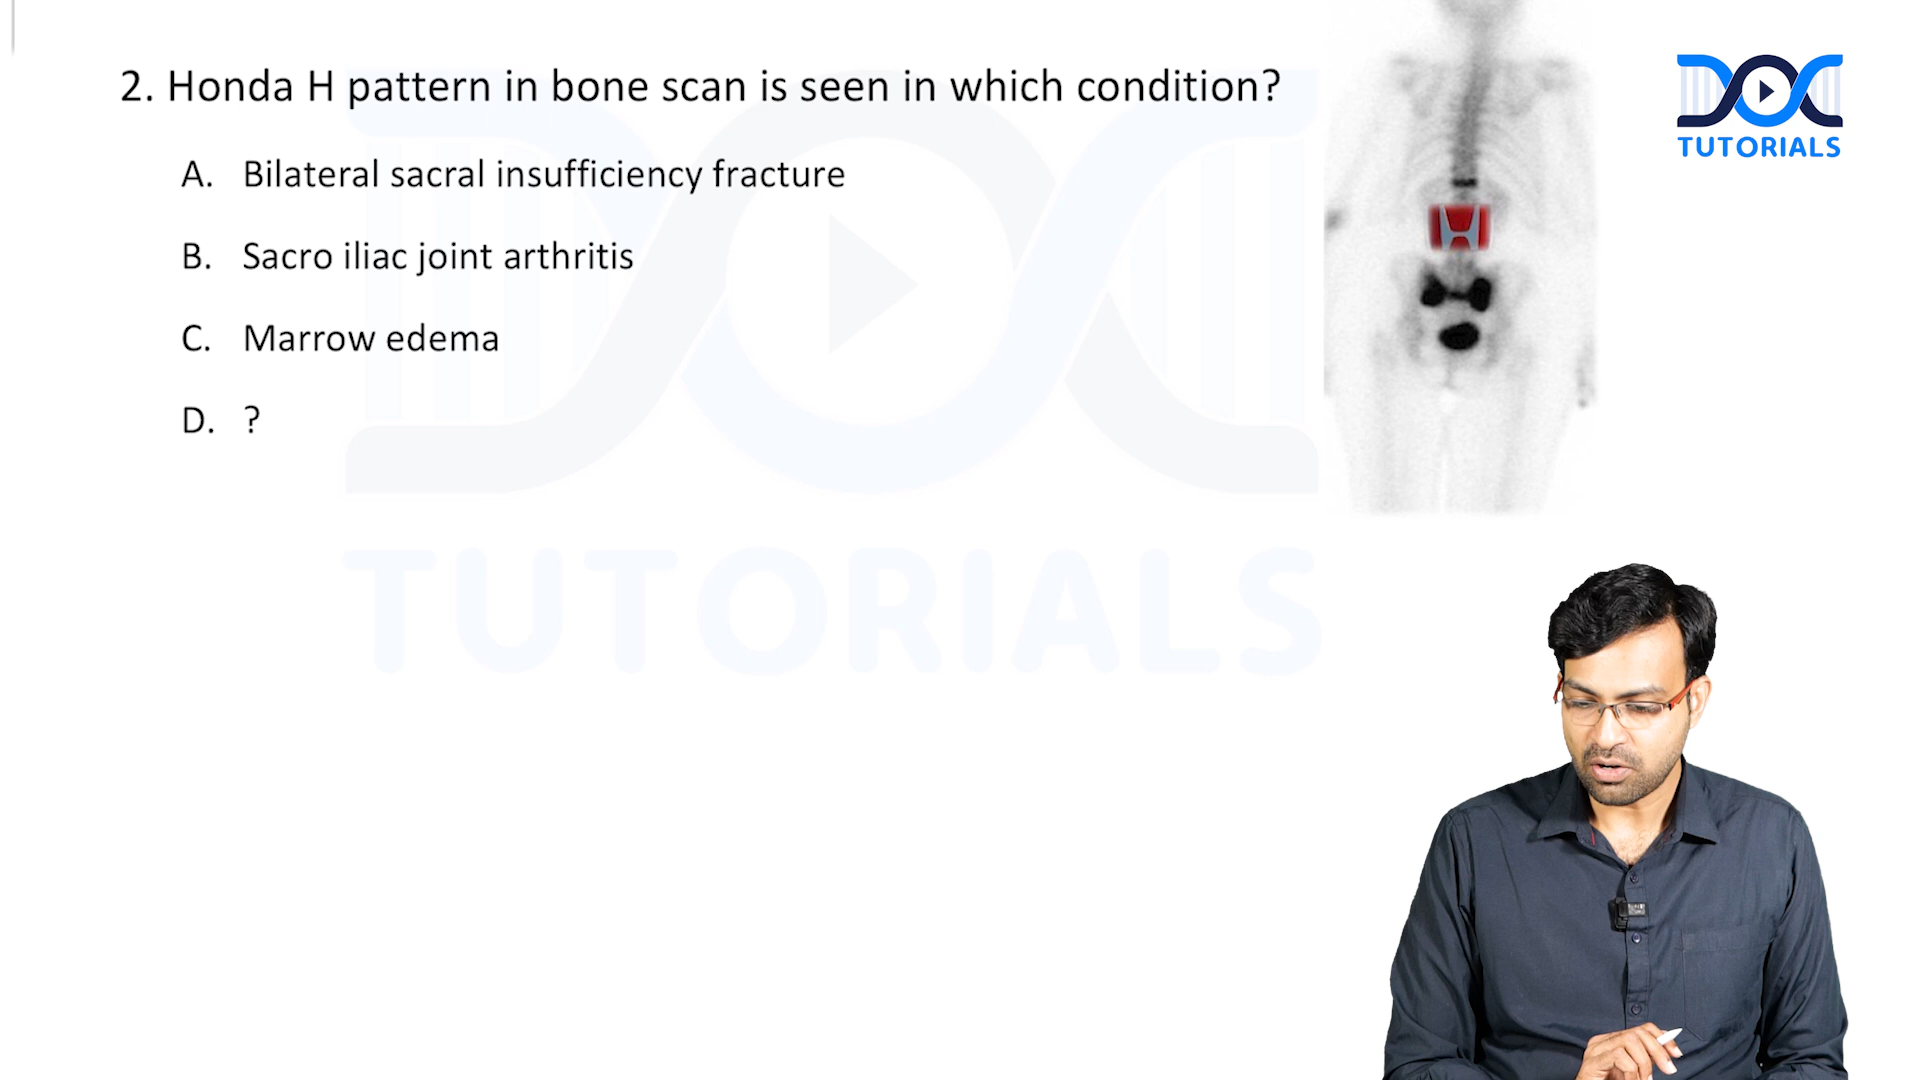 2. Honda H pattern in bone scan is seen in which condition?
A. Bilateral sacral insufficiency fracture
B. Sacro iliac joint arthritis
C. Marrow edema
D. ?
TUTORIALS
TUTORIALS